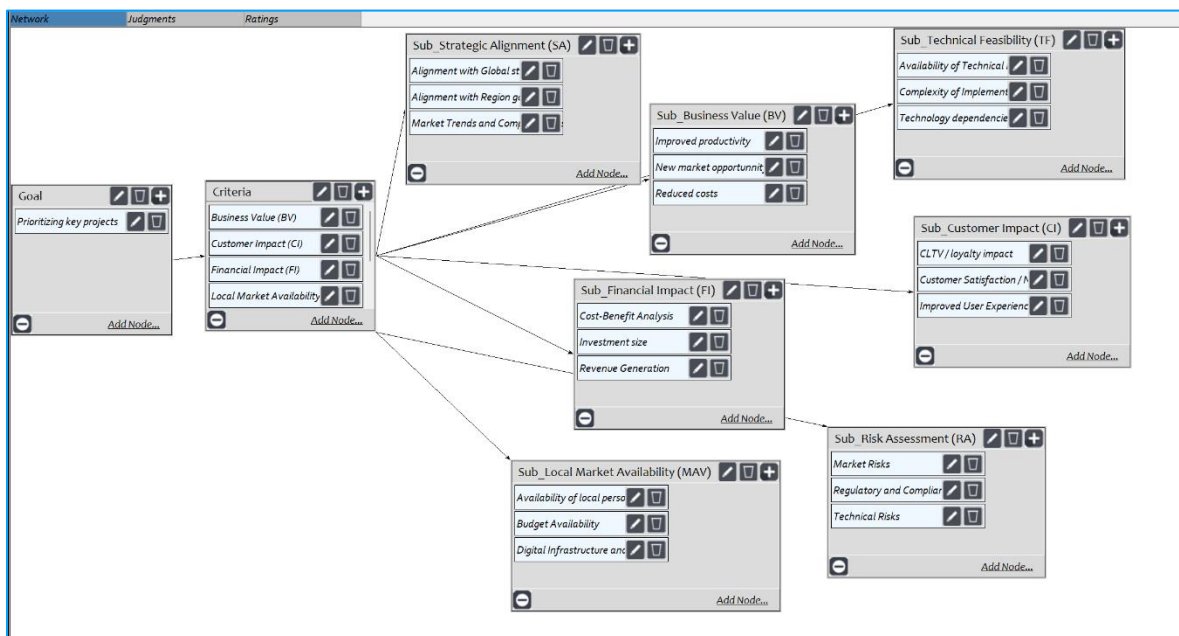 Network Judgments Ratings
Sub_Strategic Alignment (SA)
Alignment with Global st
Alignment with Region g
Market Trends and Com
Add Node...
Sub_Technical Feasibility (TF)
Availability of Technical
Complexity of Implement
Technology dependencie
Add Node...
Sub_Business Value (BV)
Improved productivity
New market opportunnit
Reduced costs
Add Node...
Goal
Prioritizing key projects
Add Node...
Criteria
Business Value (BV)
Customer Impact (CI)
Financial Impact (FI)
Local Market Availability
Add Node...
Sub_Customer Impact (CI)
CLTV / loyalty impact
Customer Satisfaction /
Improved User Experienc
Add Node...
Sub_Financial Impact (FI)
Cost-Benefit Analysis
Investment size
Revenue Generation
Add Node...
Sub_Risk Assessment (RA)
Market Risks
Regulatory and Complia
Technical Risks
Add Node...
Sub_Local Market Availability (MAV)
Availability of local perso
Budget Availability
Digital Infrastructure and
Add Node...